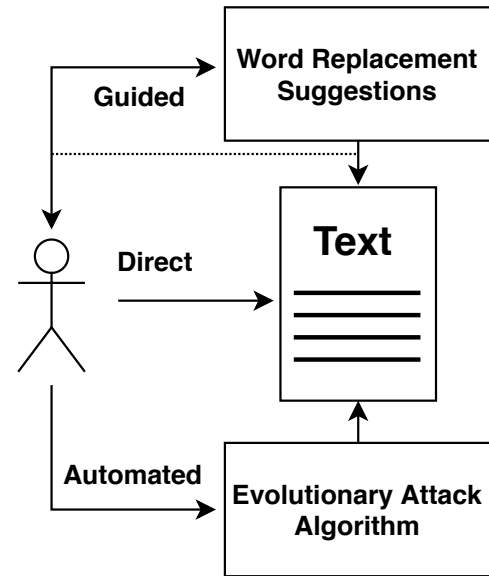 Word Replacement
Suggestions
Guided
Text
Direct
Automated
Evolutionary Attack
Algorithm